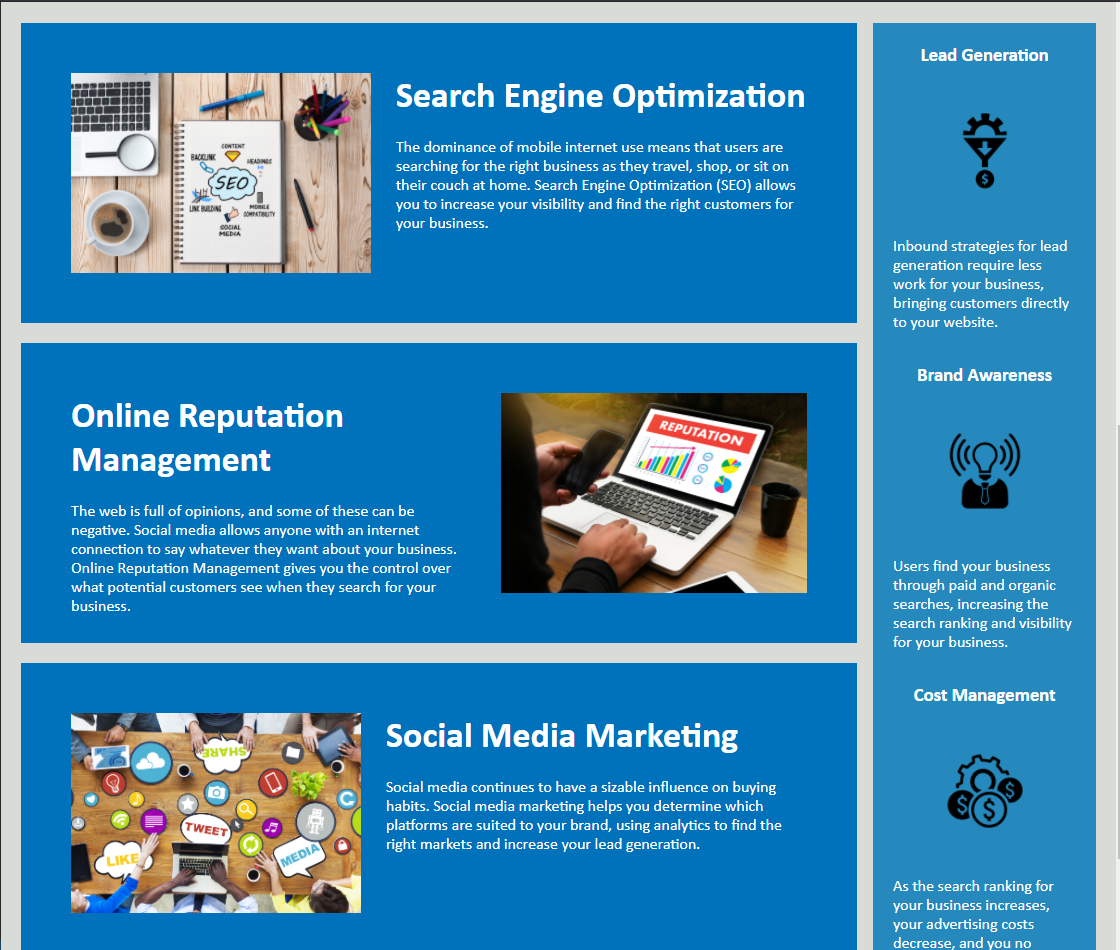 Search Engine Optimization
The dominance of mobile internet use means that users are
searching for the right business as they travel, shop, or sit on
their couch at home. Search Engine Optimization (SEO) allows
you to increase your visibility and find the right customers for
your business.
CONTENT
BACKLINK
HEADINGS
SEO
LINK BUILDING
MOBILE
COMPATIBILITY
SOCIAL
MEDIA
Online Reputation
Management
The web is full of opinions, and some of these can be
negative. Social media allows anyone with an internet
connection to say whatever they want about your business.
Online Reputation Management gives you the control over
what potential customers see when they search for your
business.
REPUTATION
Social Media Marketing
Social media continues to have a sizable influence on buying
habits. Social media marketing helps you determine which
platforms are suited to your brand, using analytics to find the
right markets and increase your lead generation.
SHARE
TWEET
LIKE
MEDIA
Lead Generation
$
Inbound strategies for lead
generation require less
work for your business,
bringing customers directly
to your website.
Brand Awareness
Users find your business
through paid and organic
searches, increasing the
search ranking and visibility
for your business.
Cost Management
$ $ $
As the search ranking for
your business increases,
your advertising costs
decrease, and you no